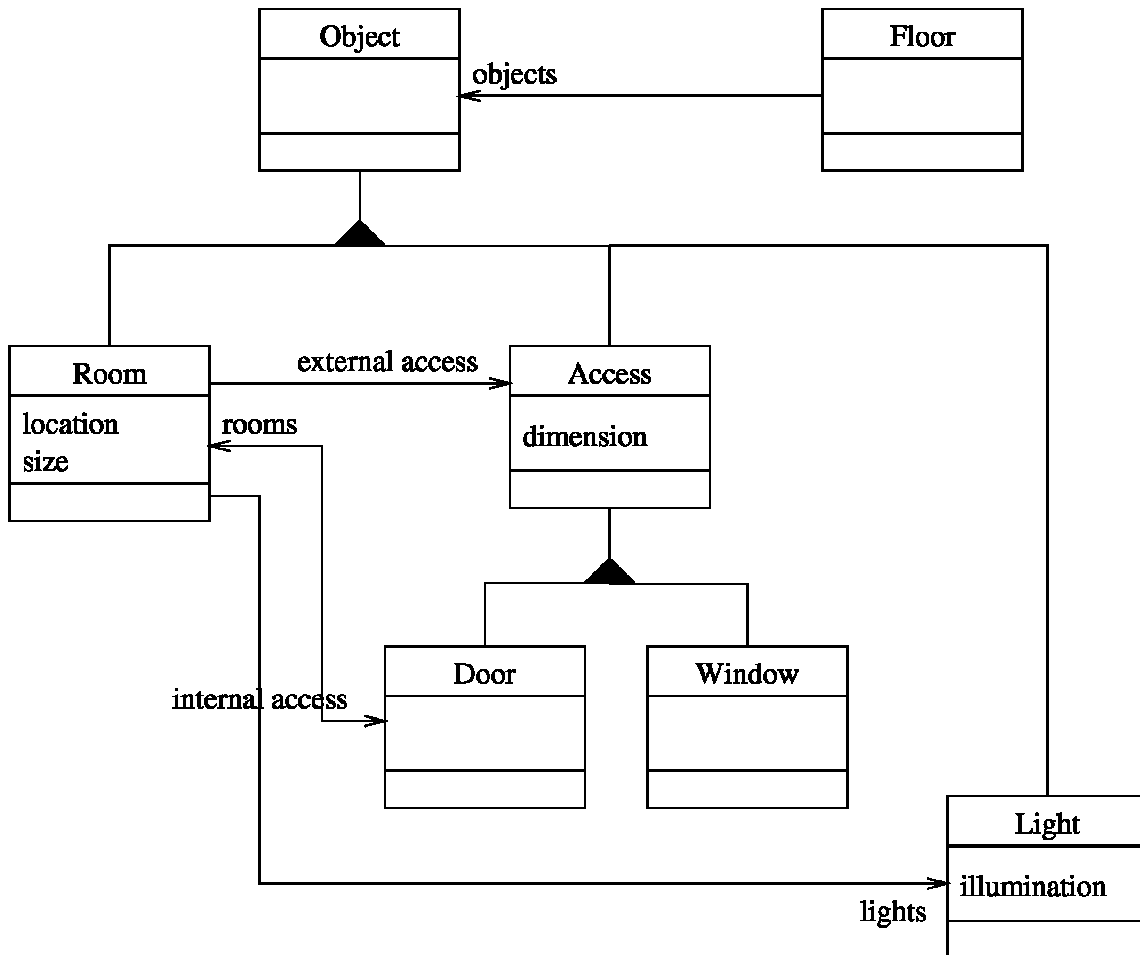 Object
Floor
objects
external access
Room
Access
location
rooms
dimension
size
Door
Window
internal access
Light
illumination
lights